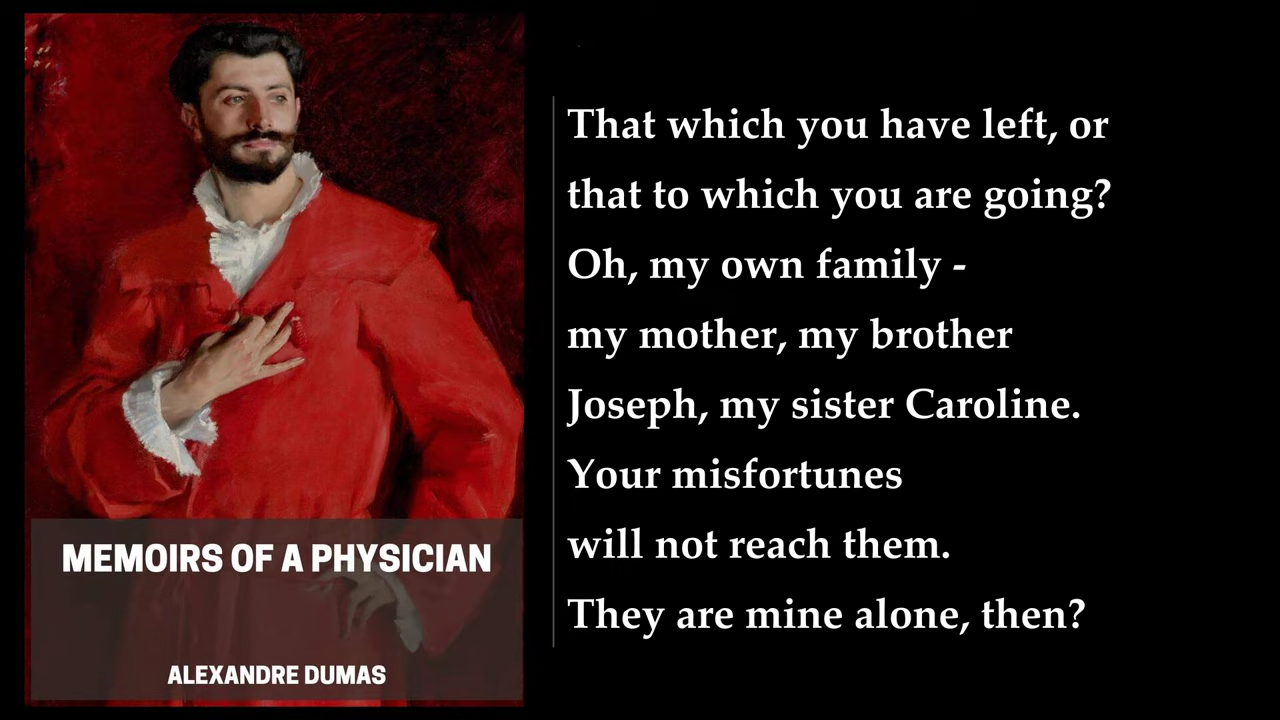 MEMOIRS OF A PHYSICIAN
ALEXANDRE DUMAS
That which you have left, or
that to which you are going?
Oh, my own family -
my mother, my brother
Joseph, my sister Caroline.
Your misfortunes
will not reach them.
They are mine alone, then?